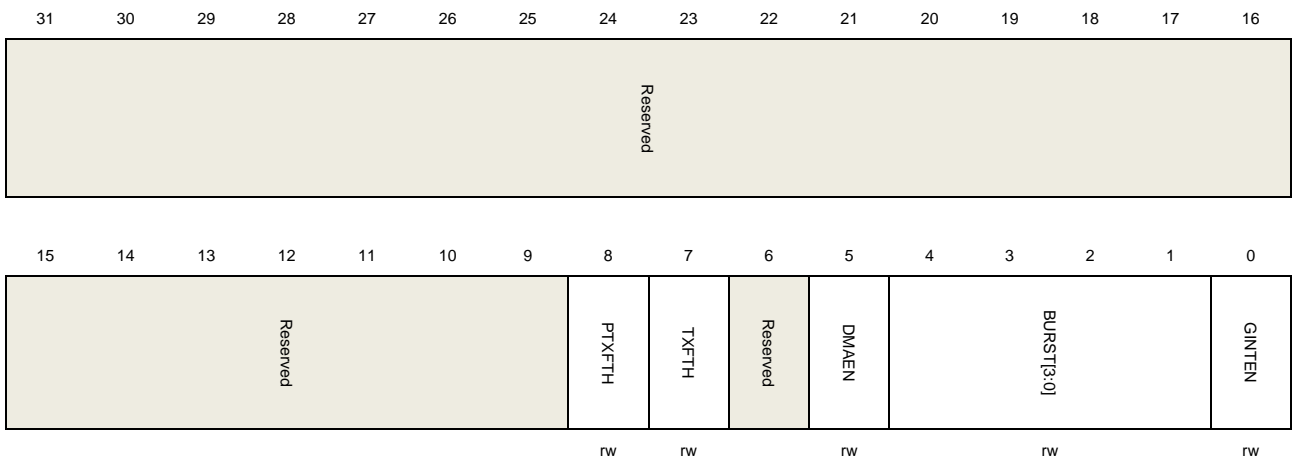 31 30 29 28 27 26 25 24 23 22 21 20 19 18 17 16
Reserved
15 14 13 12 11 10 9 8 7 6 5 4 3 2 1 0
Reserved PTXFTH TXFTH Reserved DMAEN BURST[3:0] GINTEN
rw rw rw rw rw